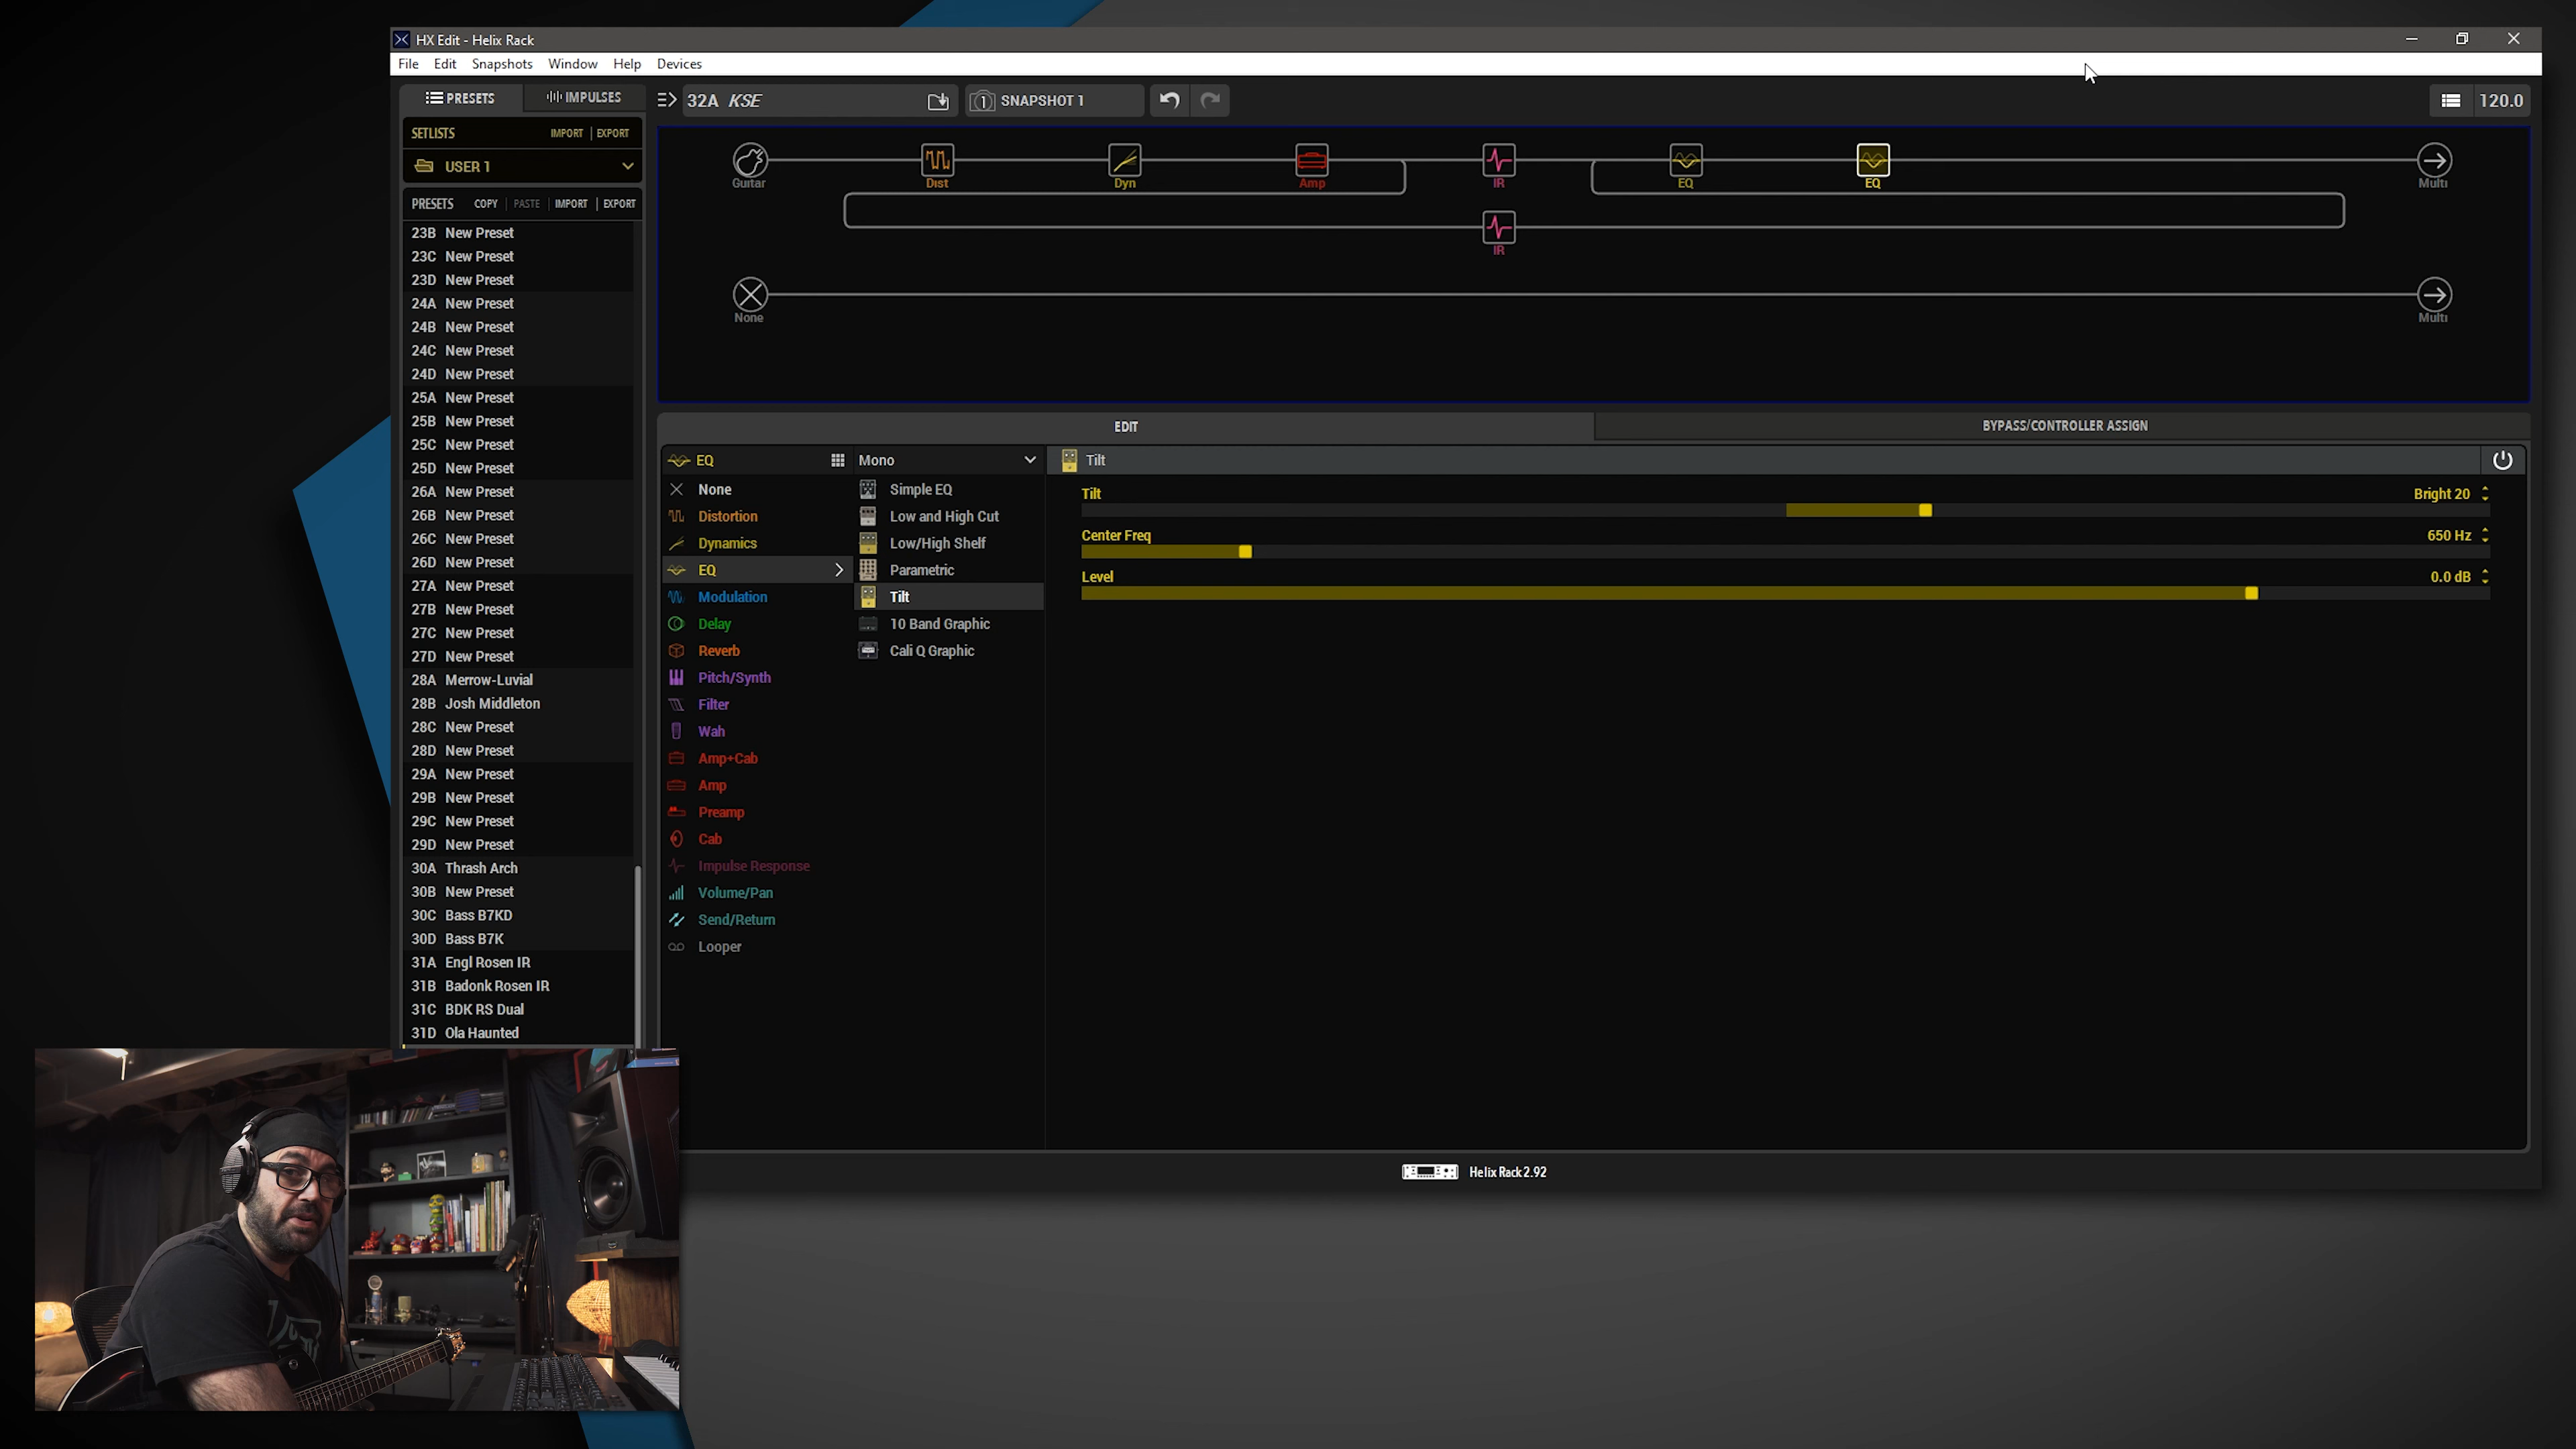 HX Edit - Helix Rack
File Edit Snapshots Window Help Devices
PRESETS IMPULSES
32A KSE
1 SNAPSHOT 1
120.0
SETLISTS IMPORT | EXPORT
USER 1
PRESETS COPY | PASTE | IMPORT | EXPORT
23B New Preset
23C New Preset
23D New Preset
24A New Preset
24B New Preset
24C New Preset
24D New Preset
25A New Preset
25B New Preset
25C New Preset
25D New Preset
26A New Preset
26B New Preset
26C New Preset
26D New Preset
27A New Preset
27B New Preset
27C New Preset
27D New Preset
28A Merrow-Luvial
28B Josh Middleton
28C New Preset
28D New Preset
29A New Preset
29B New Preset
29C New Preset
29D New Preset
30A Thrash Arch
30B New Preset
30C Bass B7KD
30D Bass B7K
31A Engl Rosen IR
31B Badonk Rosen IR
31C BDK RS Dual
31D Ola Haunted
Guitar Dist Dyn Amp IR EQ EQ Multi
IR
None Multi
EDIT
BYPASS/CONTROLLER ASSIGN
EQ
None
Distortion
Dynamics
EQ
Modulation
Delay
Reverb
Pitch/Synth
Filter
Wah
Amp+Cab
Amp
Preamp
Cab
Impulse Response
Volume/Pan
Send/Return
Looper
Mono
Simple EQ
Low and High Cut
Low/High Shelf
Parametric
Tilt
10 Band Graphic
Cali Q Graphic
Tilt
Tilt Bright 20
Center Freq 650 Hz
Level 0.0 dB
Helix Rack 2.92